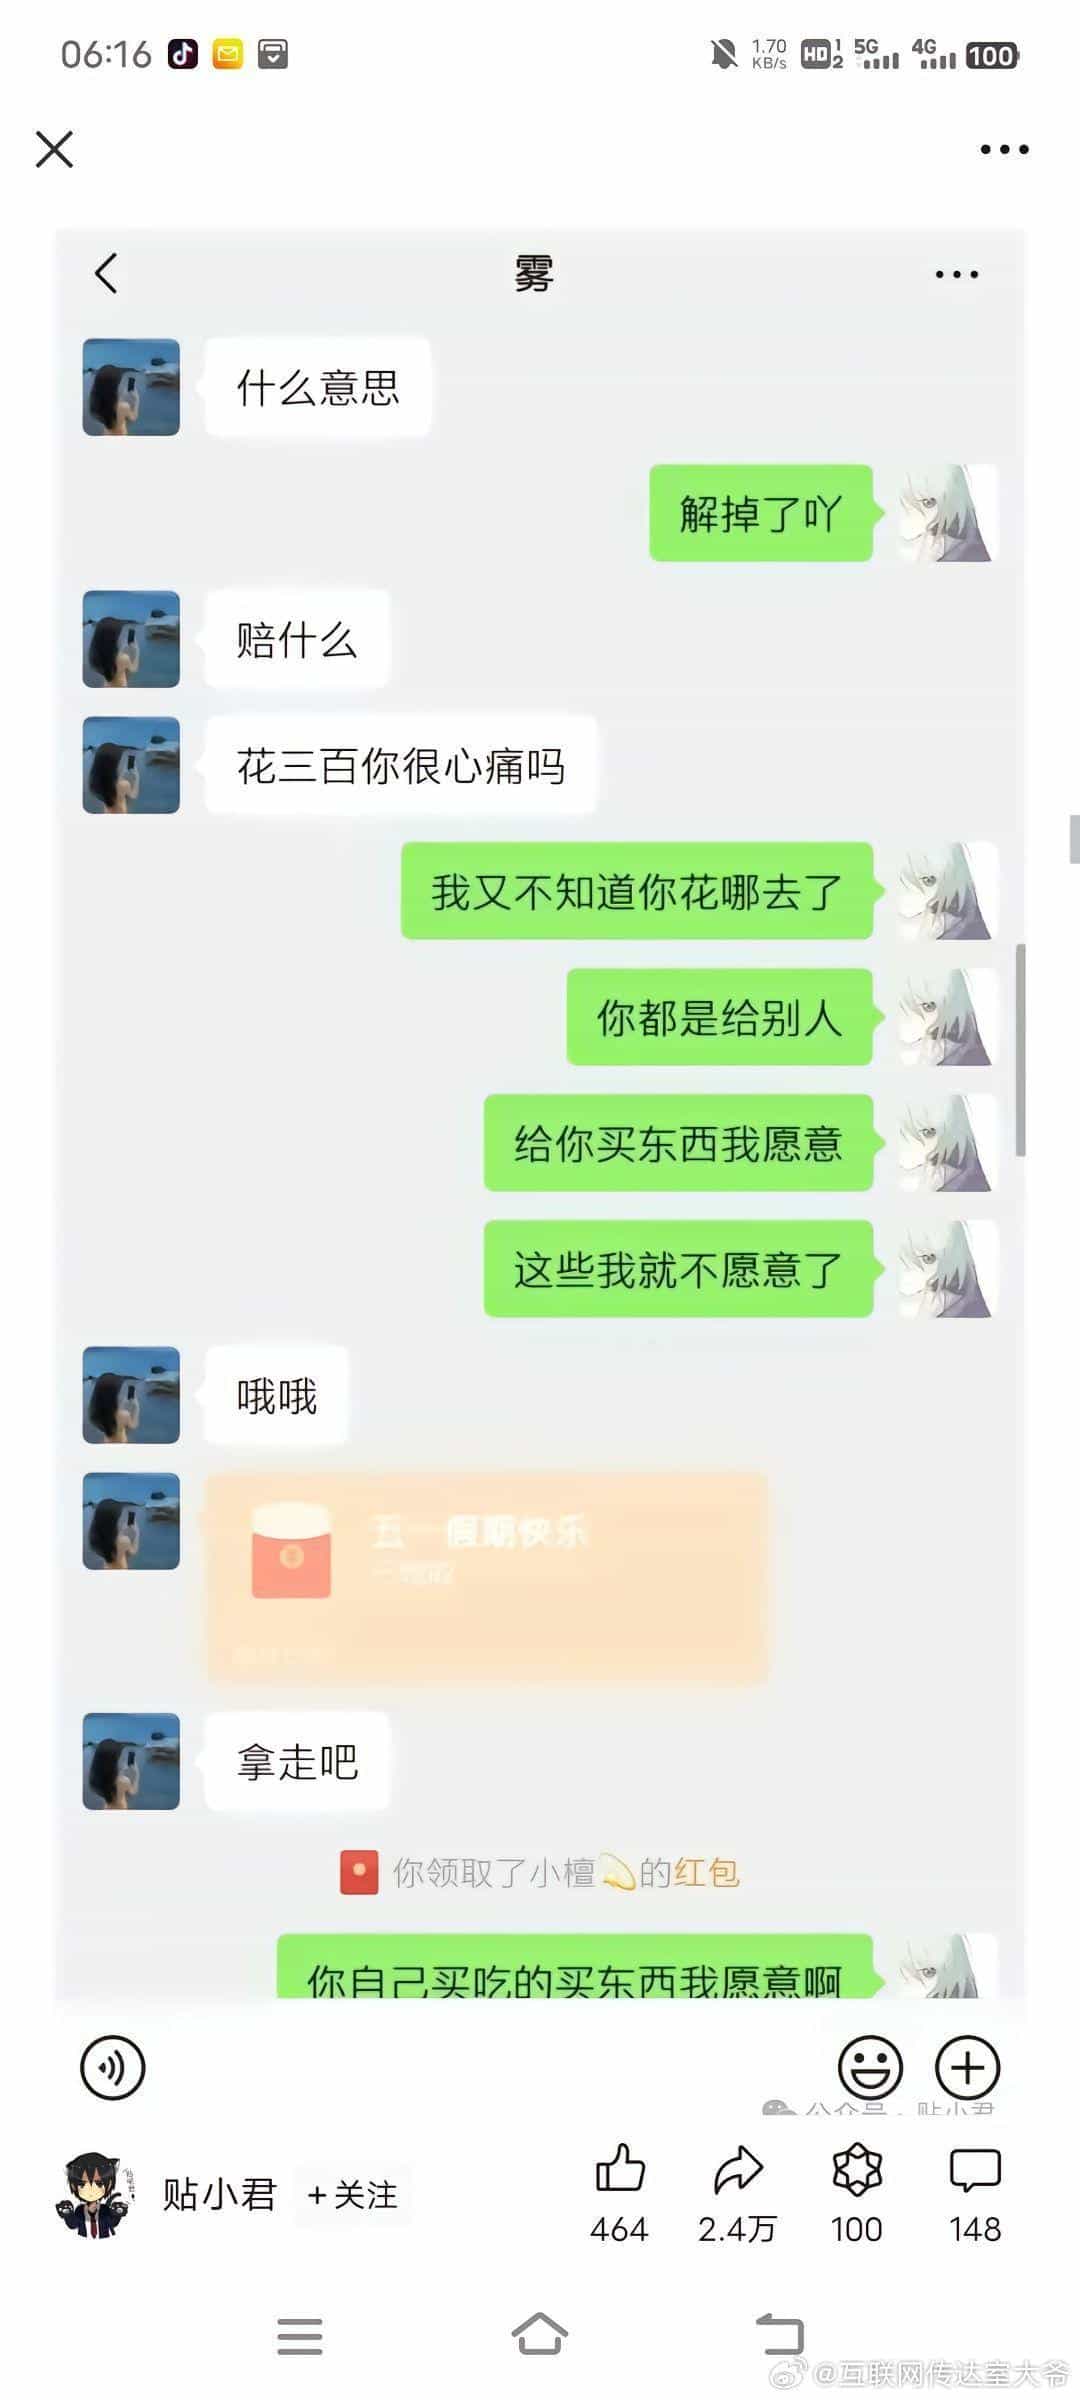 06:16
1.70
KB/s
HD 1 2
5G
4G
100
雾
什么意思
解掉了吖
赔什么
花三百你很心痛吗
我又不知道你花哪去了
你都是给别人
给你买东西我愿意
这些我就不愿意了
哦哦
五一假期快乐
已领取
拿走吧
你领取了小檀💫的红包
你自己买吃的买东西我愿意啊
公众号·贴小君
贴小君
+关注
464
2.4万
100
148
@互联网传达室大爷